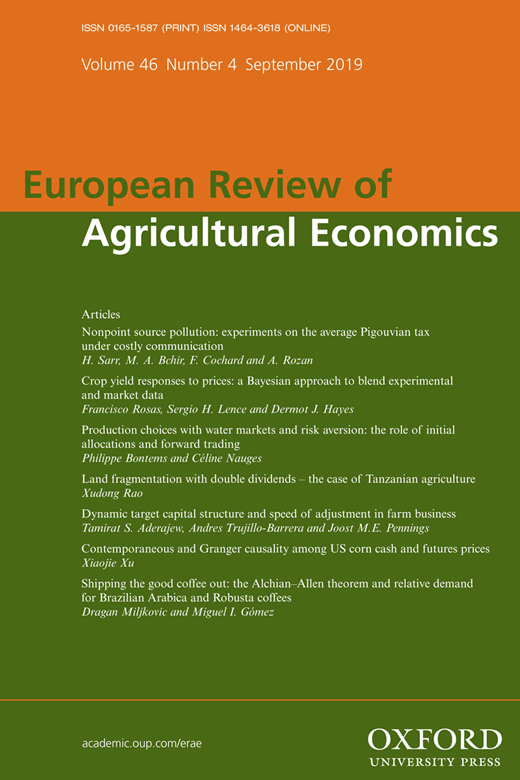 ISSN 0165-1587 (PRINT) ISSN 1464-3618 (ONLINE)
Volume 46 Number 4 September 2019
European Review of
Agricultural Economics
Articles
Nonpoint source pollution: experiments on the average Pigouvian tax
under costly communication
H. Sarr, M. A. Bchir, F. Cochard and A. Rozan
Crop yield responses to prices: a Bayesian approach to blend experimental
and market data
Francisco Rosas, Sergio H. Lence and Dermot J. Hayes
Production choices with water markets and risk aversion: the role of initial
allocations and forward trading
Philippe Bontems and Céline Nauges
Land fragmentation with double dividends – the case of Tanzanian agriculture
Xudong Rao
Dynamic target capital structure and speed of adjustment in farm business
Tamirat S. Aderajew, Andres Trujillo-Barrera and Joost M.E. Pennings
Contemporaneous and Granger causality among US corn cash and futures prices
Xiaojie Xu
Shipping the good coffee out: the Alchian–Allen theorem and relative demand
for Brazilian Arabica and Robusta coffees
Dragan Miljkovic and Miguel I. Gómez
academic.oup.com/erae
OXFORD
UNIVERSITY PRESS